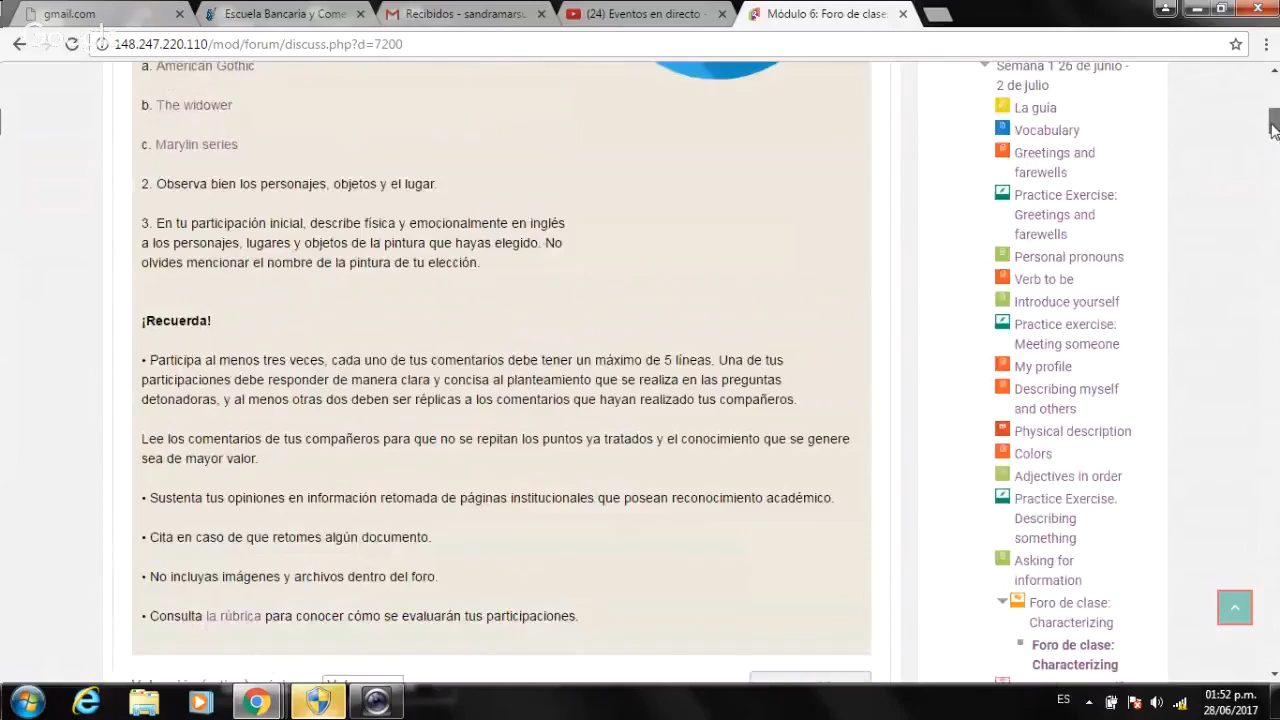 gmail.com
Escuela Bancaria y Come
Recibidos - sandramarsu
(24) Eventos en directo -
Módulo 6: Foro de clase:
148.247.220.110/mod/forum/discuss.php?d=7200
a. American Gothic
b. The widower
c. Marylin series
2. Observa bien los personajes, objetos y el lugar.
3. En tu participación inicial, describe física y emocionalmente en inglés
a los personajes, lugares y objetos de la pintura que hayas elegido. No
olvides mencionar el nombre de la pintura de tu elección.
¡Recuerda!
• Participa al menos tres veces, cada uno de tus comentarios debe tener un máximo de 5 líneas. Una de tus
participaciones debe responder de manera clara y concisa al planteamiento que se realiza en las preguntas
detonadoras, y al menos otras dos deben ser réplicas a los comentarios que hayan realizado tus compañeros.
Lee los comentarios de tus compañeros para que no se repitan los puntos ya tratados y el conocimiento que se genere
sea de mayor valor.
• Sustenta tus opiniones en información retomada de páginas institucionales que posean reconocimiento académico.
• Cita en caso de que retomes algún documento.
• No incluyas imágenes y archivos dentro del foro.
• Consulta la rúbrica para conocer cómo se evaluarán tus participaciones.
Semana 1 26 de junio -
2 de julio
La guía
Vocabulary
Greetings and
farewells
Practice Exercise:
Greetings and
farewells
Personal pronouns
Verb to be
Introduce yourself
Practice exercise:
Meeting someone
My profile
Describing myself
and others
Physical description
Colors
Adjectives in order
Practice Exercise.
Describing
something
Asking for
information
Foro de clase:
Characterizing
Foro de clase:
Characterizing
ES
01:52 p.m.
28/06/2017